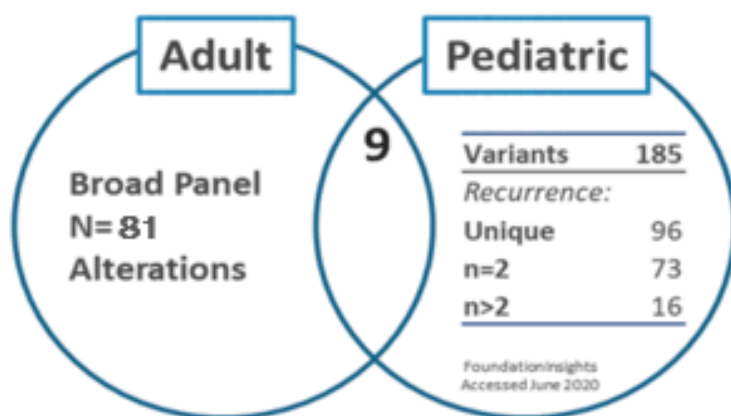 Adult
Pediatric
9
Broad Panel
N= 81
Alterations
Variants 185
Recurrence:
Unique 96
n=2 73
n>2 16
FoundationInsights
Accessed June 2020